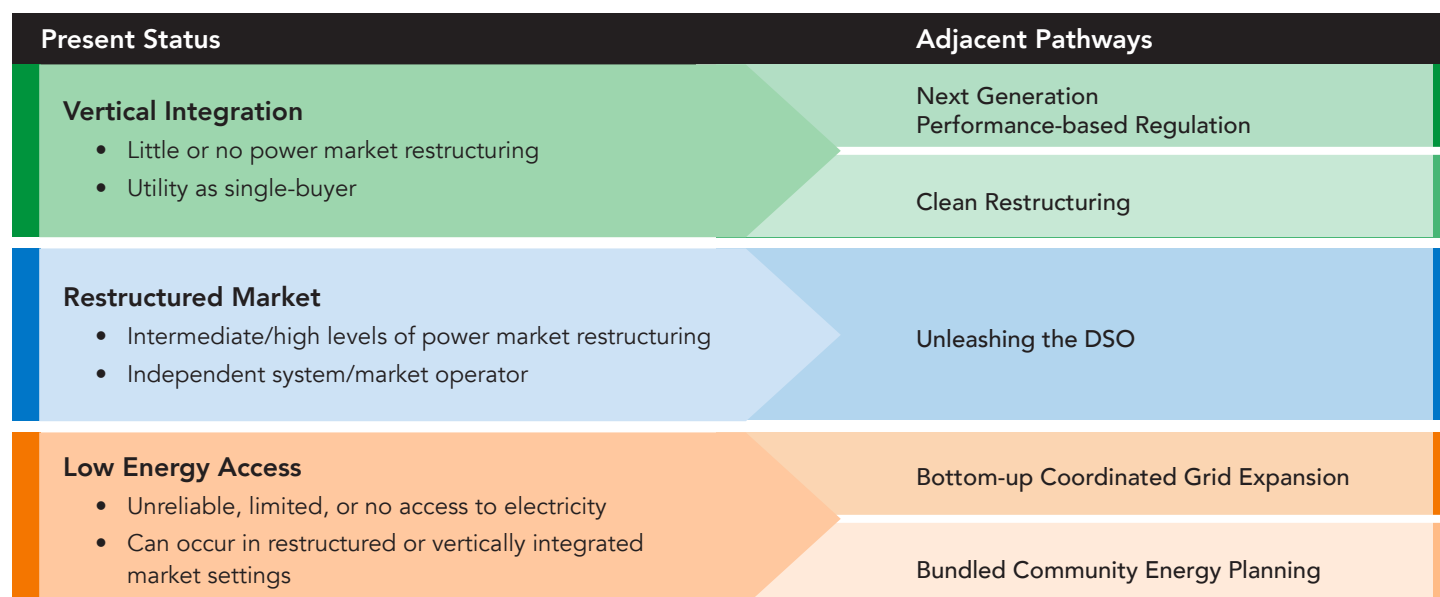 Present Status
Adjacent Pathways
Vertical Integration
• Little or no power market restructuring
• Utility as single-buyer
Next Generation
Performance-based Regulation
Clean Restructuring
Restructured Market
• Intermediate/high levels of power market restructuring
• Independent system/market operator
Unleashing the DSO
Low Energy Access
• Unreliable, limited, or no access to electricity
• Can occur in restructured or vertically integrated
market settings
Bottom-up Coordinated Grid Expansion
Bundled Community Energy Planning